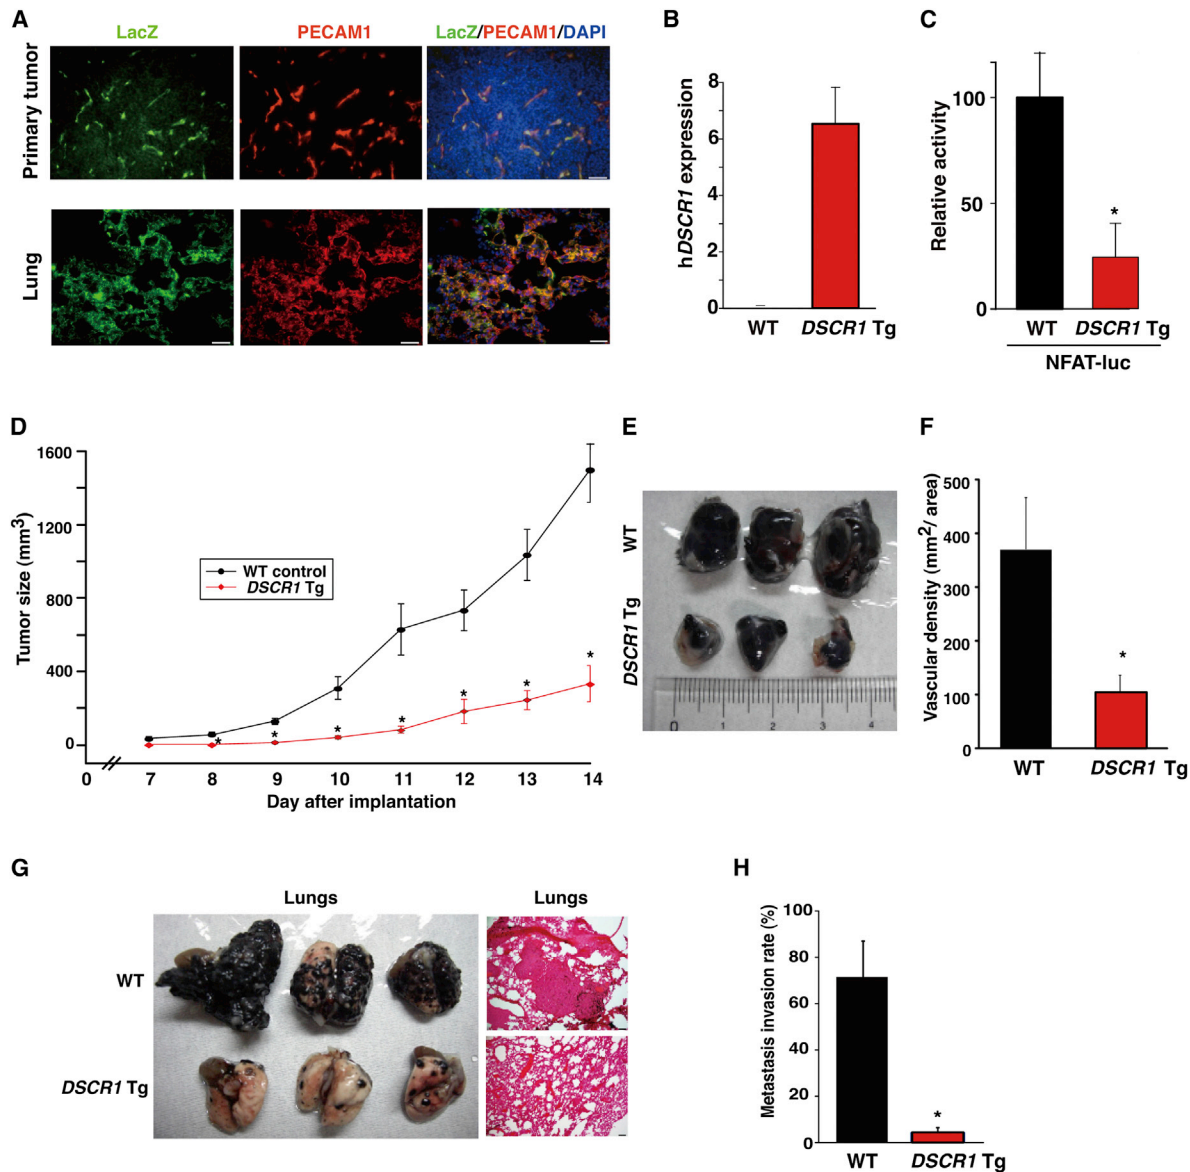 A
LacZ PECAM1 LacZ/PECAM1/DAPI
Primary tumor
Lung
B
hDSCR1 expression
8
6
4
2
0
WT DSCR1 Tg
C
Relative activity
100
50
0
*
WT DSCR1 Tg
NFAT-luc
D
Tumor size (mm3)
1600
1200
800
400
0
WT control
DSCR1 Tg
* * * * * * *
0 7 8 9 10 11 12 13 14
Day after implantation
E
WT
DSCR1 Tg
0 1 2 3 4
F
Vascular density (mm2/ area)
500
400
300
200
100
0
*
WT DSCR1 Tg
G
Lungs Lungs
WT
DSCR1 Tg
H
Metastasis invasion rate (%)
100
80
60
40
20
0
*
WT DSCR1 Tg